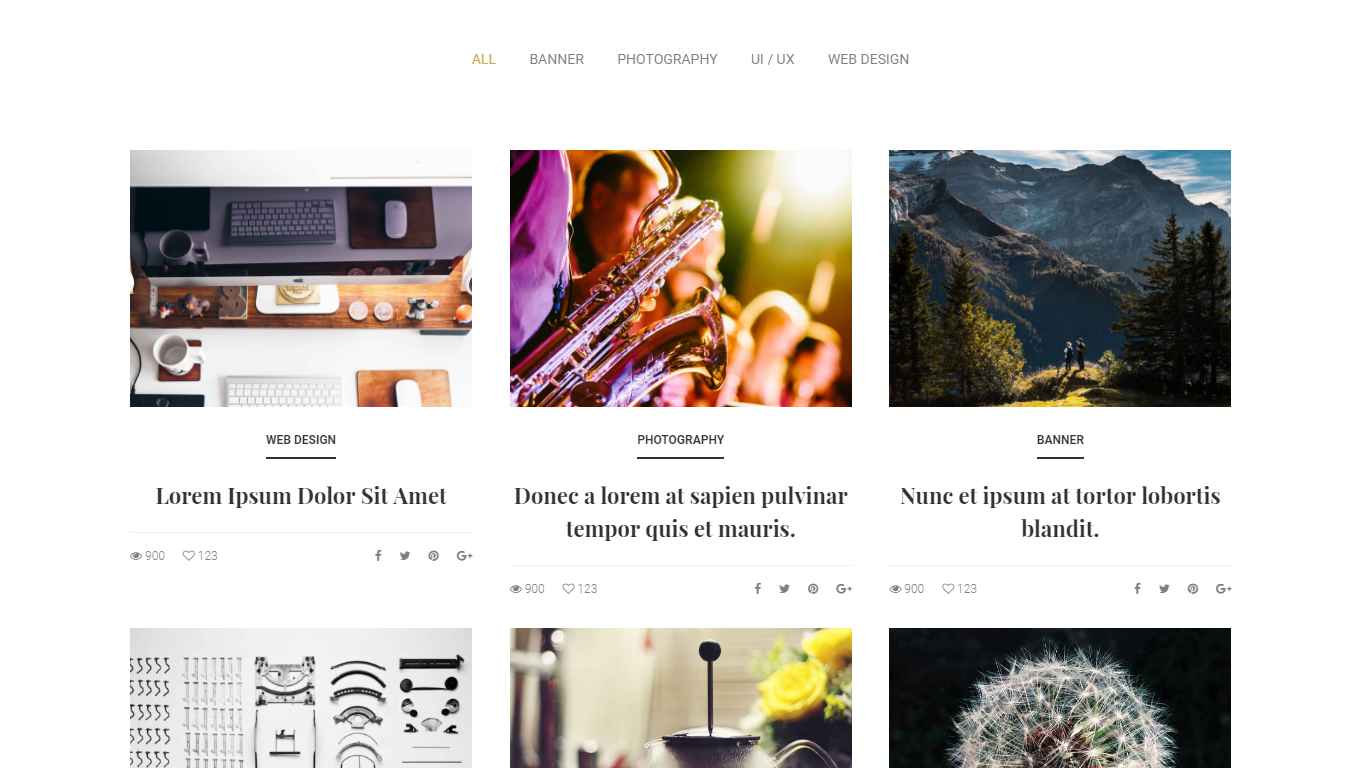 ALL BANNER PHOTOGRAPHY UI / UX WEB DESIGN
WEB DESIGN
Lorem Ipsum Dolor Sit Amet
900 123
PHOTOGRAPHY
Donec a lorem at sapien pulvinar
tempor quis et mauris.
900 123
BANNER
Nunc et ipsum at tortor lobortis
blandit.
900 123